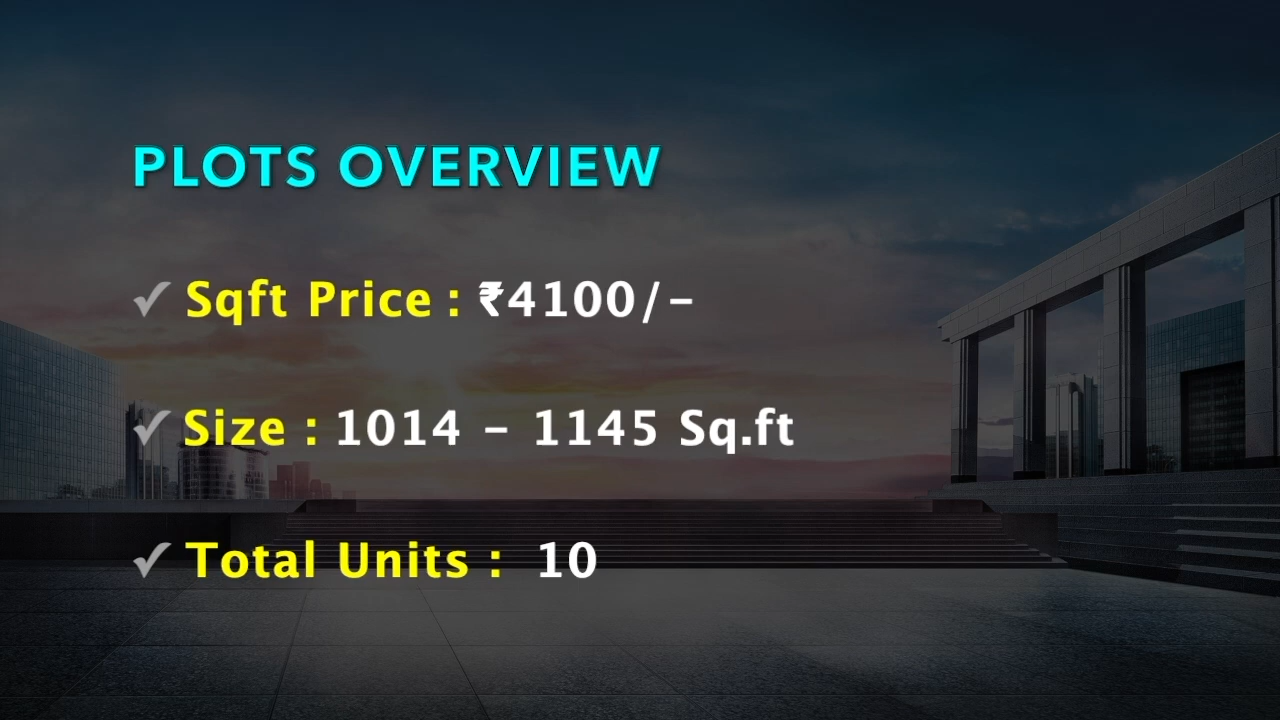 PLOTS OVERVIEW
✓ Sqft Price : ₹4100/-
✓ Size : 1014 - 1145 Sq.ft
✓ Total Units : 10